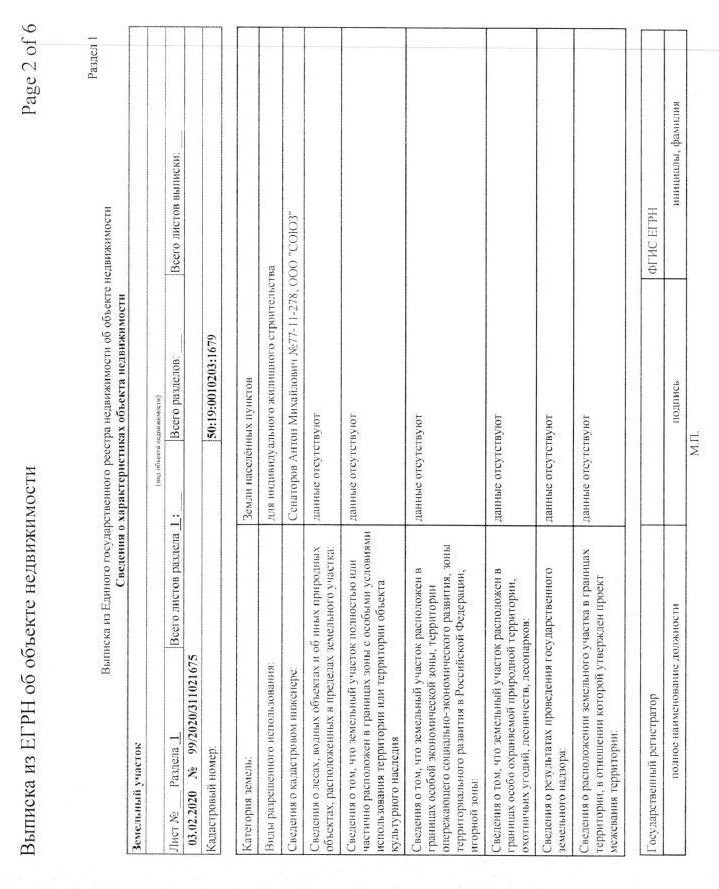 Выписка из ЕГРН об объекте недвижимости
Page 2 of 6
Раздел 1
Выписка из Единого государственного реестра недвижимости об объекте недвижимости
Сведения о характеристиках объекта недвижимости
Земельный участок
(вид объекта недвижимости)
Лист № Раздела 1 Всего листов раздела 1: Всего разделов: Всего листов выписки:
03.02.2020 № 99/2020/311021675
Кадастровый номер: 50:19:0010203:1679
Категория земель: Земли населённых пунктов
Виды разрешенного использования: для индивидуального жилищного строительства
Сведения о кадастровом инженере: Сенаторов Антон Михайлович №77-11-278, ООО "СОЮЗ"
Сведения о лесах, водных объектах и об иных природных
объектах, расположенных в пределах земельного участка:
данные отсутствуют
Сведения о том, что земельный участок полностью или
частично расположен в границах зоны с особыми условиями
использования территории или территории объекта
культурного наследия
данные отсутствуют
Сведения о том, что земельный участок расположен в
границах особой экономической зоны, территории
опережающего социально-экономического развития, зоны
территориального развития в Российской Федерации,
игорной зоны:
данные отсутствуют
Сведения о том, что земельный участок расположен в
границах особо охраняемой природной территории,
охотничьих угодий, лесничеств, лесопарков:
данные отсутствуют
Сведения о результатах проведения государственного
земельного надзора:
данные отсутствуют
Сведения о расположении земельного участка в границах
территории, в отношении которой утвержден проект
межевания территории:
данные отсутствуют
Государственный регистратор ФГИС ЕГРН
полное наименование должности подпись инициалы, фамилия
М.П.